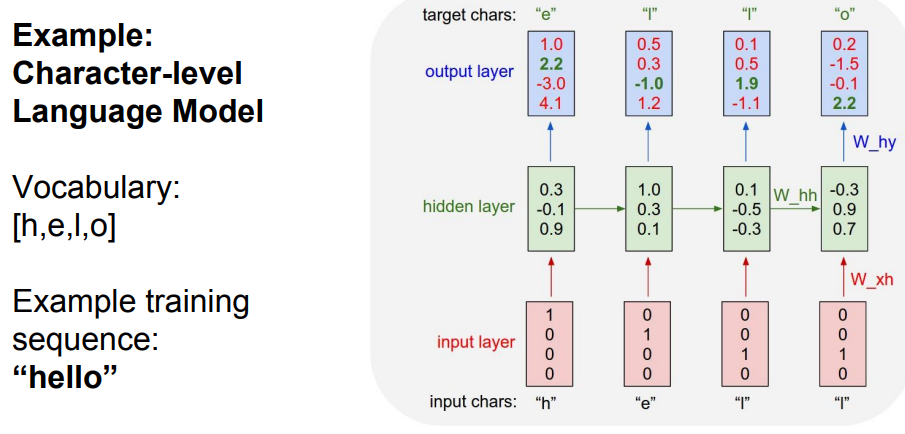 Example:
Character-level
Language Model
Vocabulary:
[h,e,l,o]
Example training
sequence:
“hello”
target chars: “e” “l” “l” “o”
output layer
1.0 0.5 0.1 0.2
2.2 0.3 0.5 -1.5
-3.0 -1.0 1.9 -0.1
4.1 1.2 -1.1 2.2
W_hy
hidden layer
0.3 1.0 0.1 -0.3
-0.1 0.3 -0.5 0.9
0.9 0.1 -0.3 0.7
W_hh
W_xh
input layer
1 0 0 0
0 1 0 0
0 0 1 1
0 0 0 0
input chars: “h” “e” “l” “l”